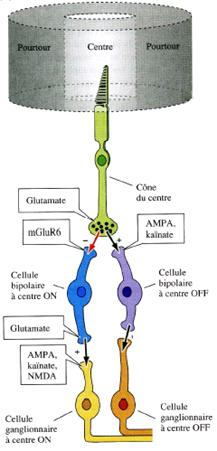 Pourtour
Centre
Pourtour
Cône
du centre
Glutamate
mGluR6
AMPA,
kaïnate
–
+
Cellule
bipolaire
à centre ON
Cellule
bipolaire
à centre OFF
Glutamate
AMPA,
kaïnate,
NMDA
+
Cellule
ganglionnaire
à centre ON
Cellule
ganglionnaire
à centre OFF